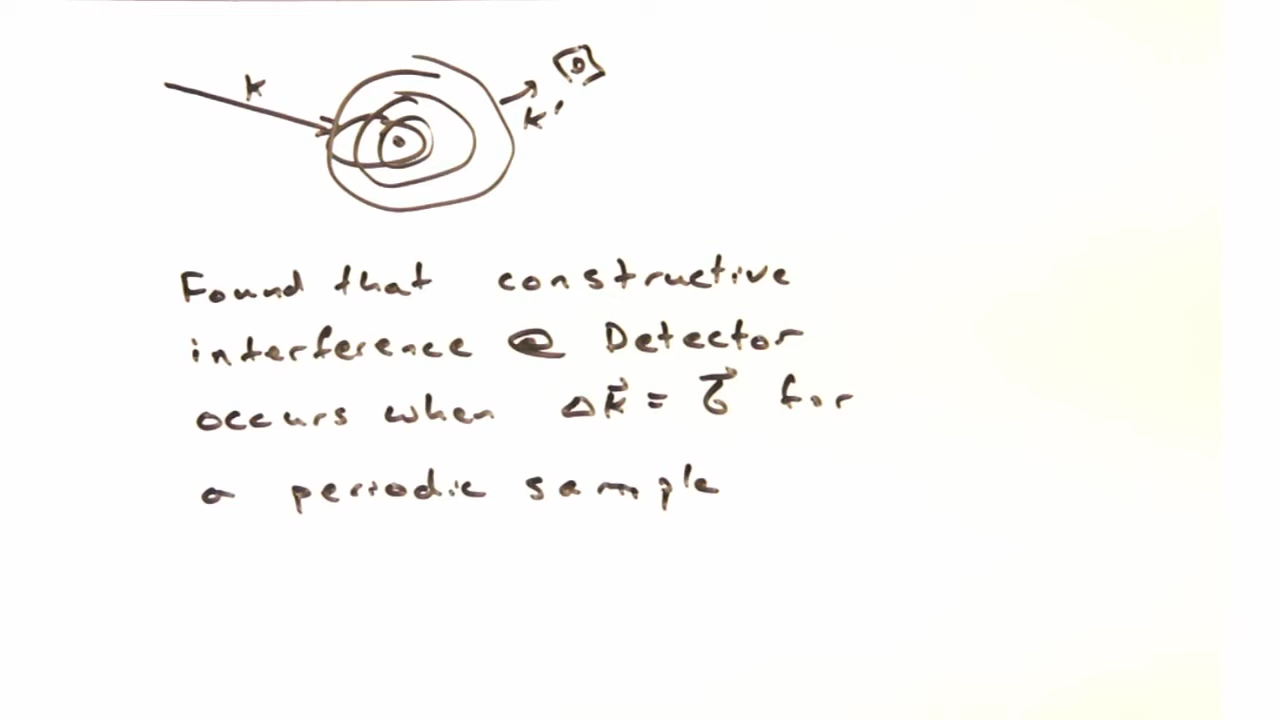 k
D
k'
Found that constructive
interference @ Detector
occurs when Δk⃗ = G⃗ for
a periodic sample